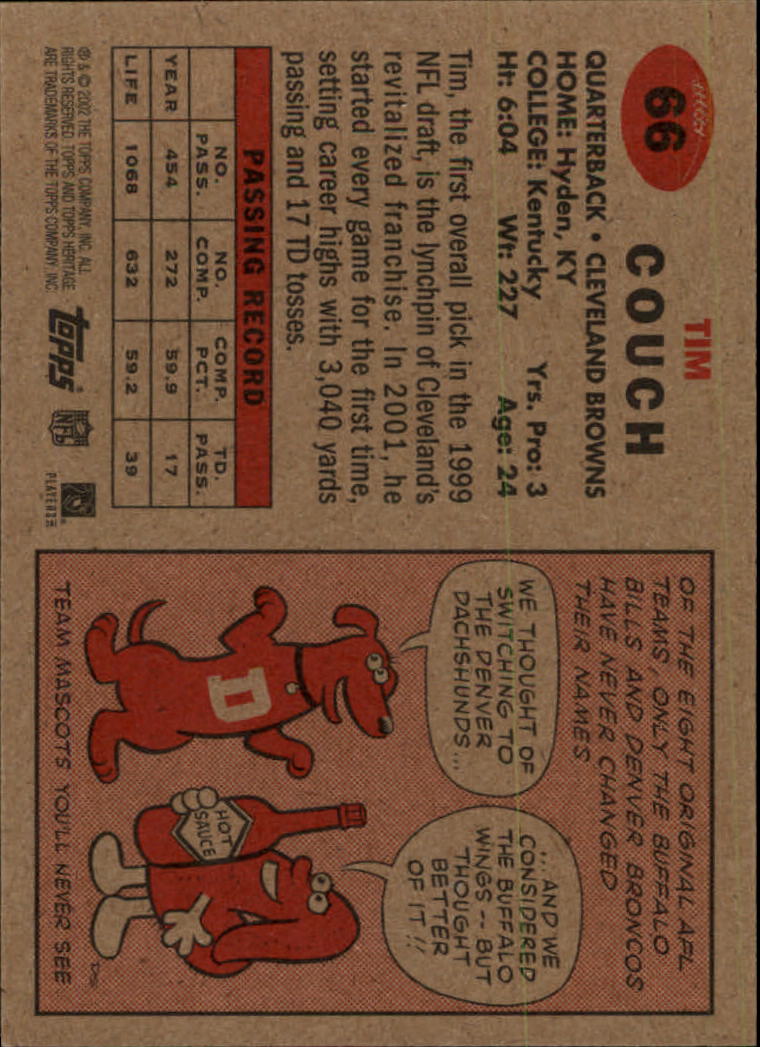 66
TIM
COUCH
QUARTERBACK • CLEVELAND BROWNS
HOME: Hyden, KY
COLLEGE: Kentucky Yrs. Pro: 3
Ht: 6:04 Wt: 227 Age: 24
Tim, the first overall pick in the 1999
NFL draft, is the lynchpin of Cleveland's
revitalized franchise. In 2001, he
started every game for the first time,
setting career highs with 3,040 yards
passing and 17 TD tosses.
PASSING RECORD
NO. PASS. NO. COMP. COMP. PCT. TD. PASS.
YEAR 454 272 59.9 17
LIFE 1068 632 59.2 39
® & © 2002 THE TOPPS COMPANY, INC. ALL
RIGHTS RESERVED. TOPPS AND TOPPS HERITAGE
ARE TRADEMARKS OF THE TOPPS COMPANY, INC.
topps®
NFL
PLAYERS INC
OF THE EIGHT ORIGINAL AFL
TEAMS, ONLY THE BUFFALO
BILLS AND DENVER BRONCOS
HAVE NEVER CHANGED
THEIR NAMES
WE THOUGHT OF
SWITCHING TO
THE DENVER
DACHSHUNDS...
...AND WE
CONSIDERED
THE BUFFALO
WINGS -- BUT
THOUGHT
BETTER
OF IT!!
D
HOT
SAUCE
TEAM MASCOTS YOU'LL NEVER SEE